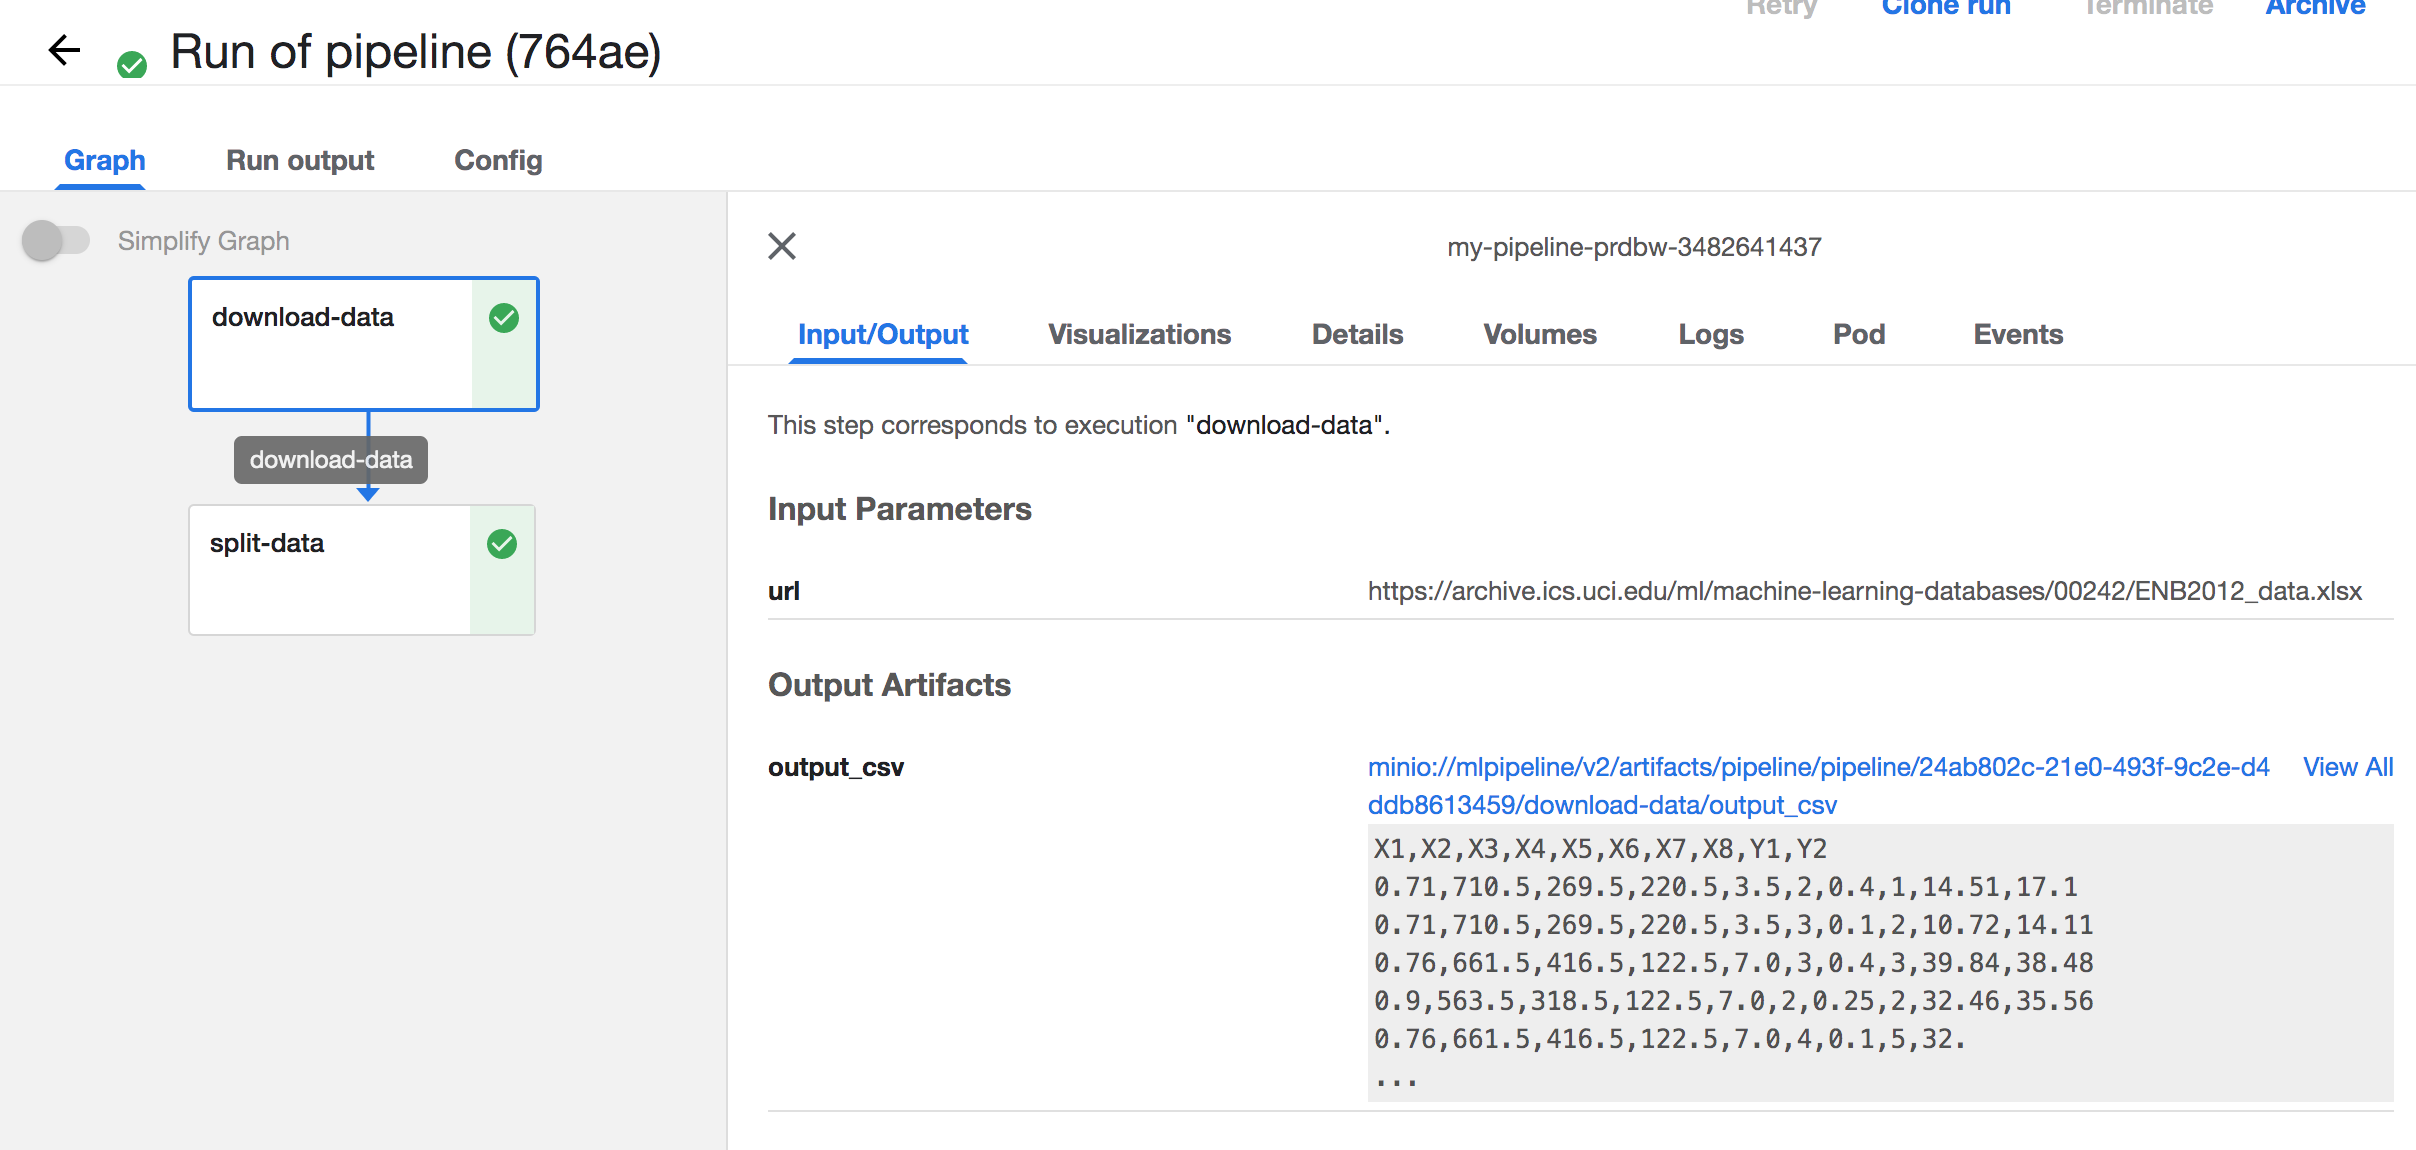 Retry Clone run Terminate Archive
Run of pipeline (764ae)
Graph Run output Config
Simplify Graph
download-data
download-data
split-data
my-pipeline-prdbw-3482641437
Input/Output Visualizations Details Volumes Logs Pod Events
This step corresponds to execution "download-data".
Input Parameters
url https://archive.ics.uci.edu/ml/machine-learning-databases/00242/ENB2012_data.xlsx
Output Artifacts
output_csv minio://mlpipeline/v2/artifacts/pipeline/pipeline/24ab802c-21e0-493f-9c2e-d4 View All
ddb8613459/download-data/output_csv
X1,X2,X3,X4,X5,X6,X7,X8,Y1,Y2
0.71,710.5,269.5,220.5,3.5,2,0.4,1,14.51,17.1
0.71,710.5,269.5,220.5,3.5,3,0.1,2,10.72,14.11
0.76,661.5,416.5,122.5,7.0,3,0.4,3,39.84,38.48
0.9,563.5,318.5,122.5,7.0,2,0.25,2,32.46,35.56
0.76,661.5,416.5,122.5,7.0,4,0.1,5,32.
...